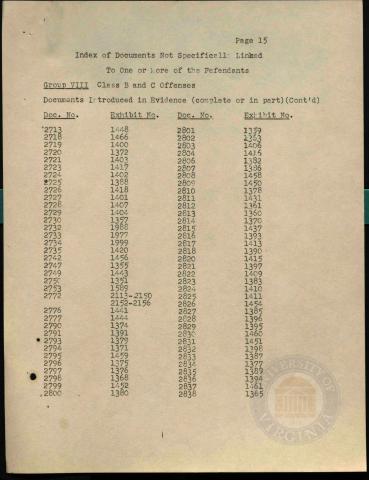 Page 15
Index of Documents Not Specifically Linked
To One or More of the Defendants
Group VIII Class B and C Offenses
Documents Introduced in Evidence (complete or in part)(Cont'd)
Doc. No. Exhibit No. Doc. No. Exhibit No.
2713 1448 2801 1359
2718 1466 2802 1363
2719 1400 2803 1406
2720 1372 2804 1416
2721 1403 2806 1382
2723 1417 2807 1386
2724 1402 2808 1458
2725 1388 2809 1450
2726 1418 2810 1378
2727 1401 2811 1431
2728 1407 2812 1361
2729 1404 2813 1360
2730 1357 2814 1370
2732 1988 2815 1437
2733 1977 2816 1393
2734 1999 2817 1413
2735 1420 2818 1390
2742 1456 2820 1415
2747 1355 2821 1397
2749 1443 2822 1409
2750 1351 2823 1383
2753 1589 2824 1410
2772 2113-2150 2825 1411
2152-2156 2826 1454
2776 1441 2827 1385
2777 1444 2828 1396
2790 1374 2829 1395
2791 1391 2830 1460
2793 1379 2831 1451
2794 1371 2832 1398
2795 1459 2833 1387
2796 1375 2834 1377
2797 1376 2835 1389
2798 1368 2836 1394
2799 1452 2837 1461
2800 1380 2838 1365
UNIVERSITY OF
VIRGINIA